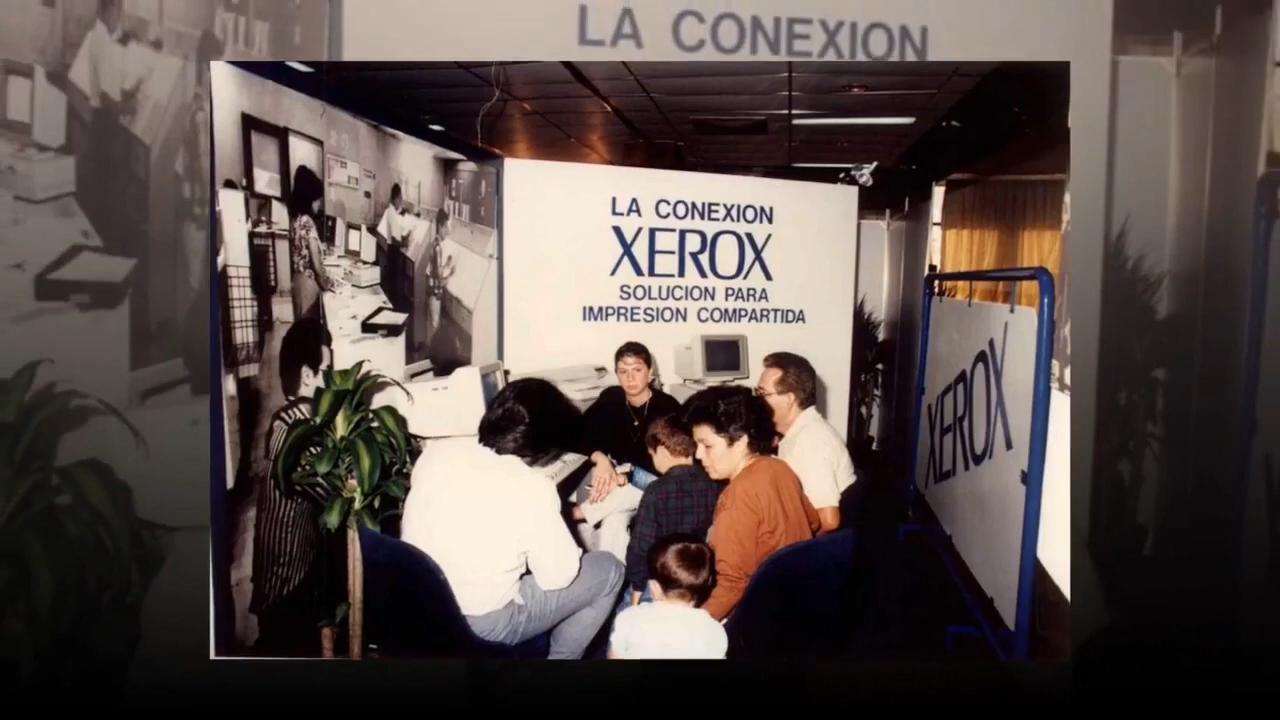 LA CONEXION
LA CONEXION
XEROX
SOLUCION PARA
IMPRESION COMPARTIDA
XEROX